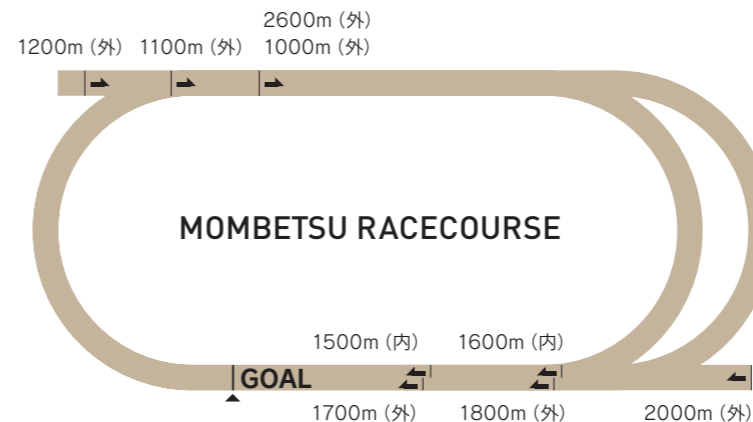 2600m (外)
1200m (外) 1100m (外) 1000m (外)
MOMBETSU RACECOURSE
1500m (内) 1600m (内)
GOAL
1700m (外) 1800m (外) 2000m (外)